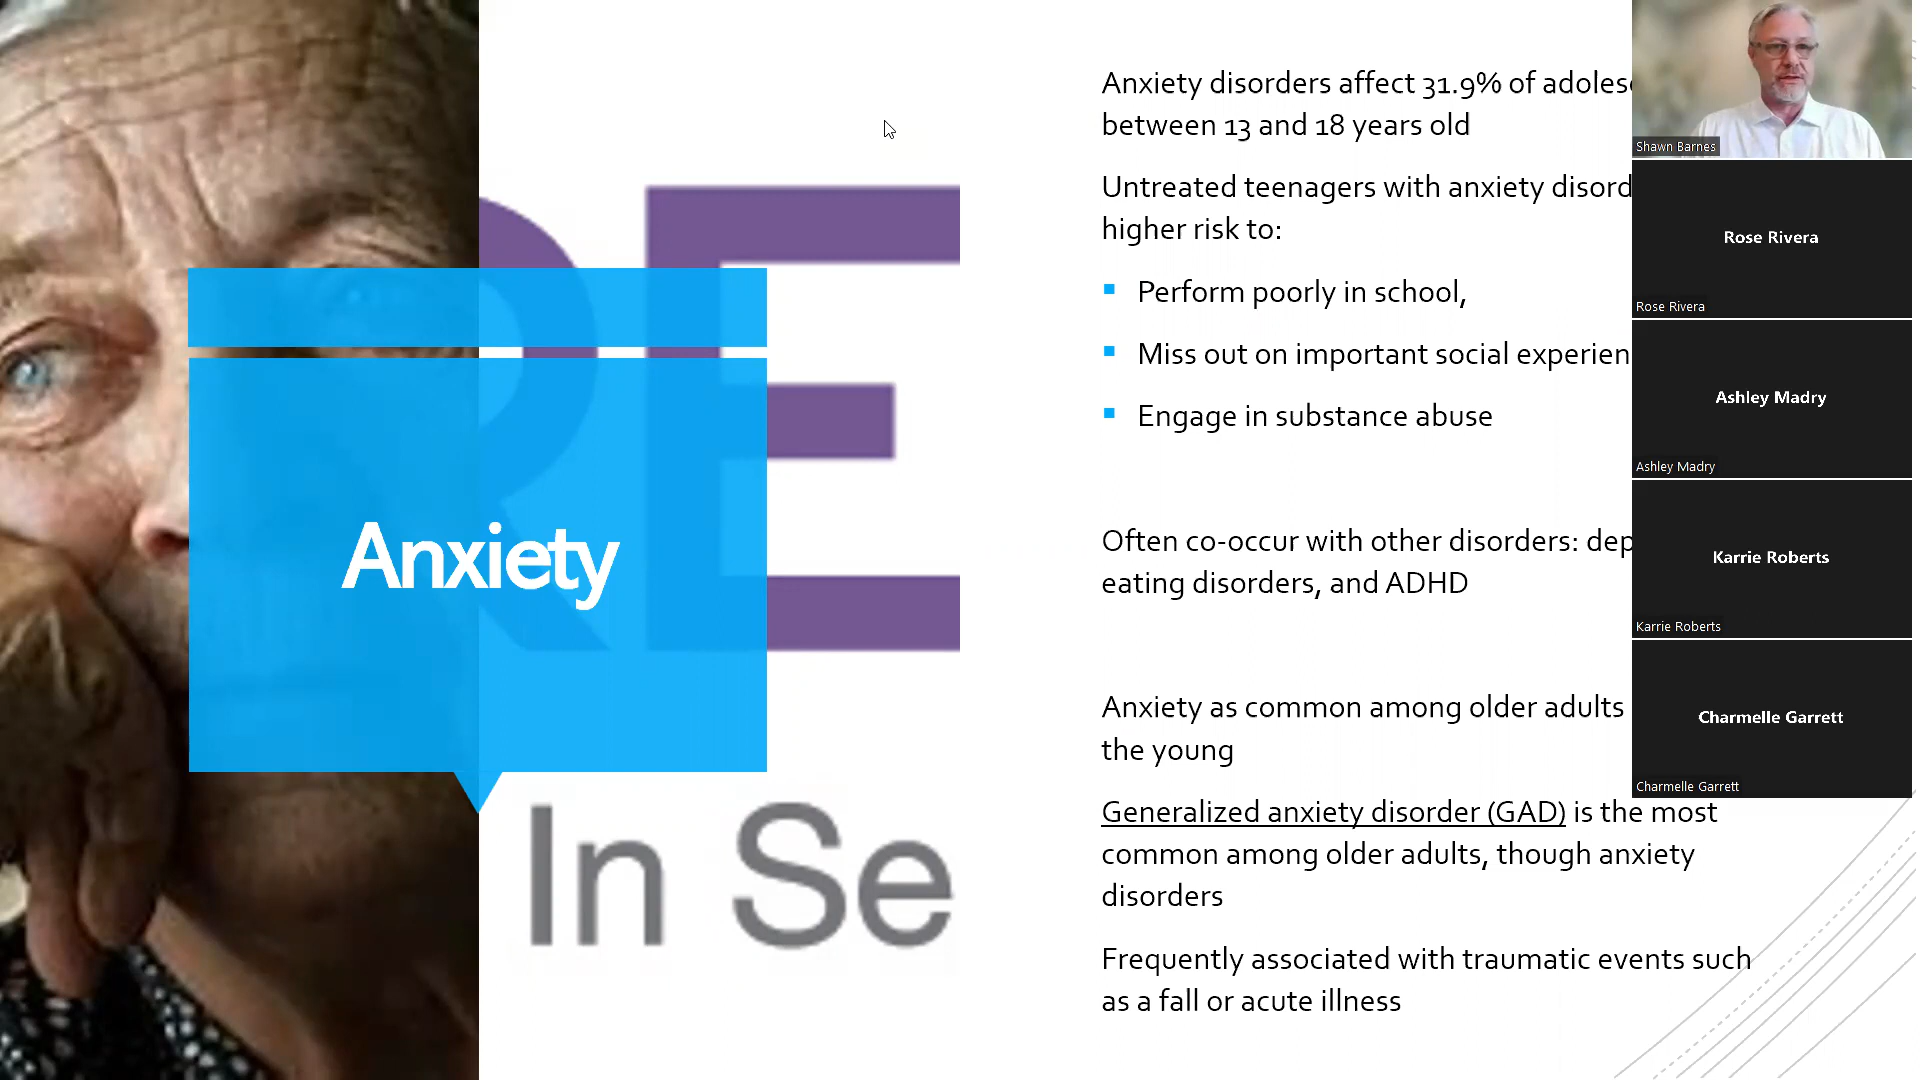 Anxiety
RE
In Se
Anxiety disorders affect 31.9% of
between 13 and 18 years old
Untreated teenagers with anxiety
higher risk to:
Perform poorly in school,
Miss out on important social
Engage in substance abuse
Often co-occur with other disorders:
eating disorders, and ADHD
Anxiety as common among older adults
the young
Generalized anxiety disorder (GAD) is the most
common among older adults, though anxiety
disorders
Frequently associated with traumatic events such
as a fall or acute illness
Shawn Barnes
Rose Rivera
Rose Rivera
Ashley Madry
Ashley Madry
Karrie Roberts
Karrie Roberts
Charmelle Garrett
Charmelle Garrett